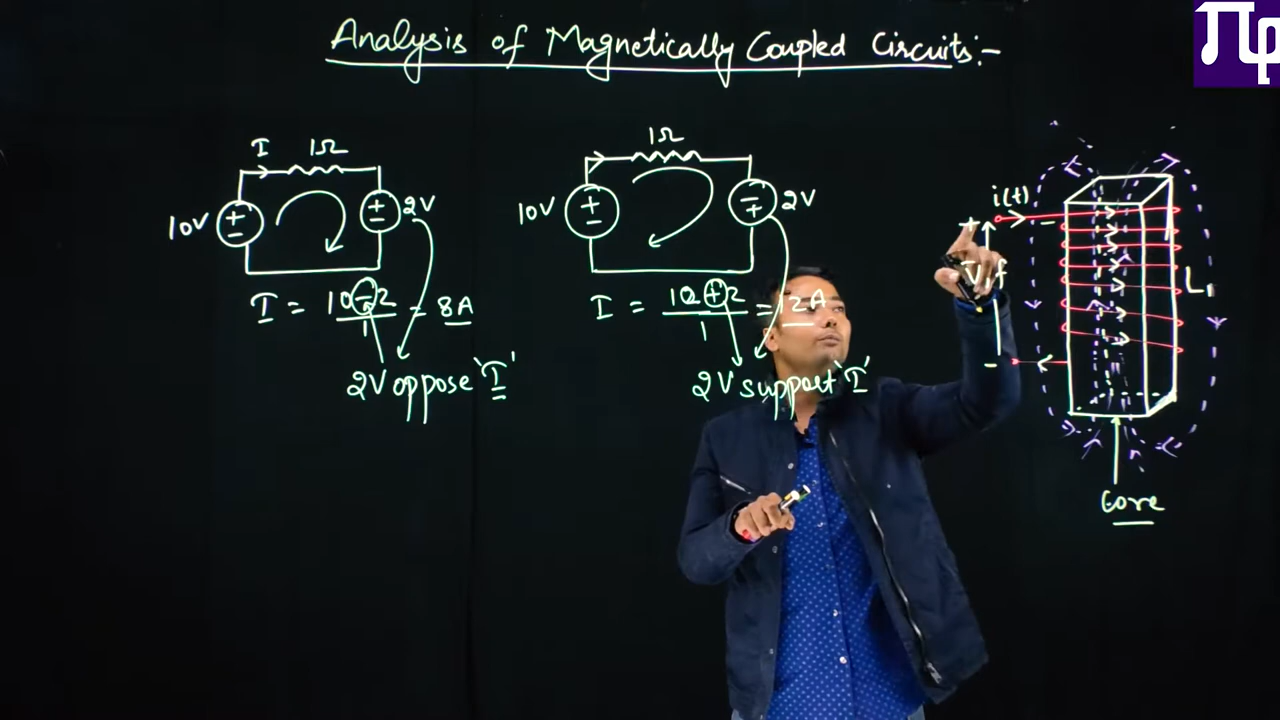 Analysis of Magnetically Coupled Circuits:-
πφ
I 1Ω
10V + - + - 2V
I = 10-2/1 = 8A
2V oppose 'I'
1Ω
10V + - - + 2V
I = 10+2/1 = 12A
2V support 'I'
i(t)
+
-
L₁
Core